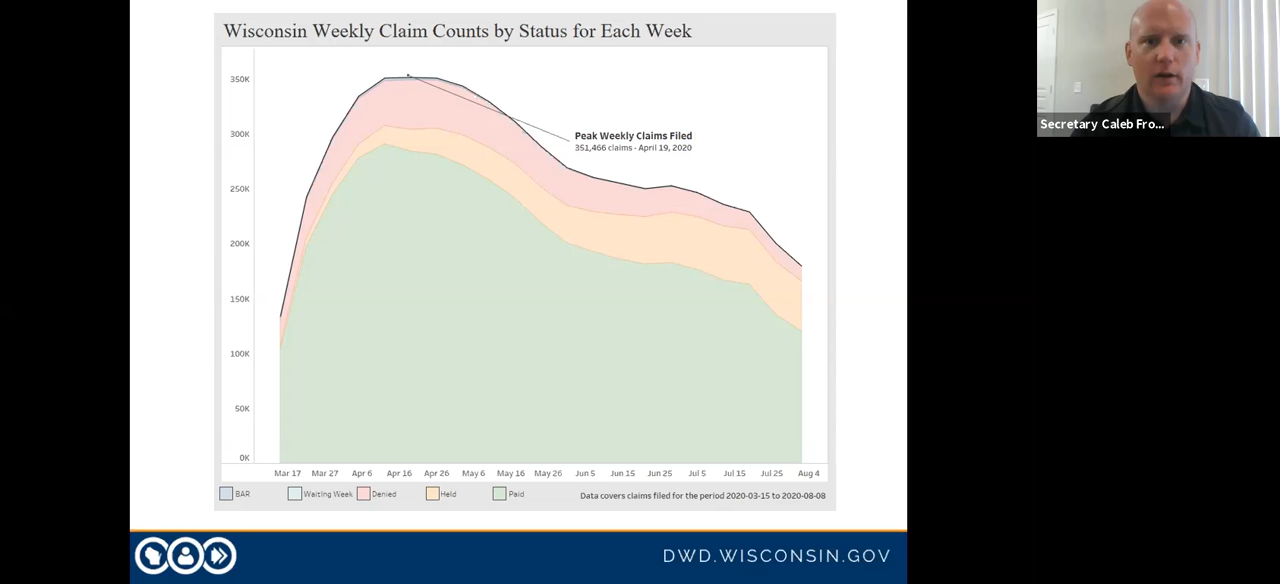 Wisconsin Weekly Claim Counts by Status for Each Week
Secretary Caleb Fro...
350K
300K
250K
200K
150K
100K
50K
0K
Peak Weekly Claims Filed
351,466 claims - April 19, 2020
Mar 17 Mar 27 Apr 6 Apr 16 Apr 26 May 6 May 16 May 26 Jun 5 Jun 15 Jun 25 Jul 5 Jul 15 Jul 25 Aug 4
BAR Waiting Week Denied Held Paid Data covers claims filed for the period 2020-03-15 to 2020-08-08
DWD.WISCONSIN.GOV